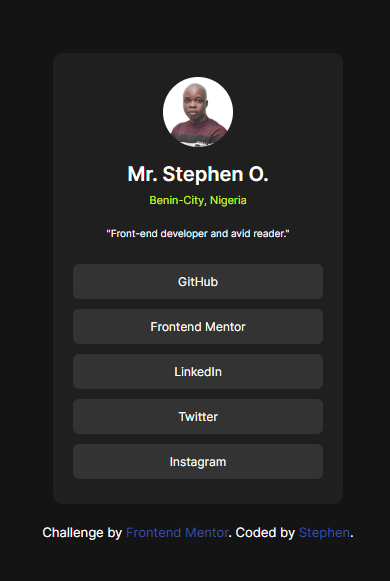 Mr. Stephen O.
Benin-City, Nigeria
"Front-end developer and avid reader."
GitHub
Frontend Mentor
LinkedIn
Twitter
Instagram
Challenge by Frontend Mentor. Coded by Stephen.